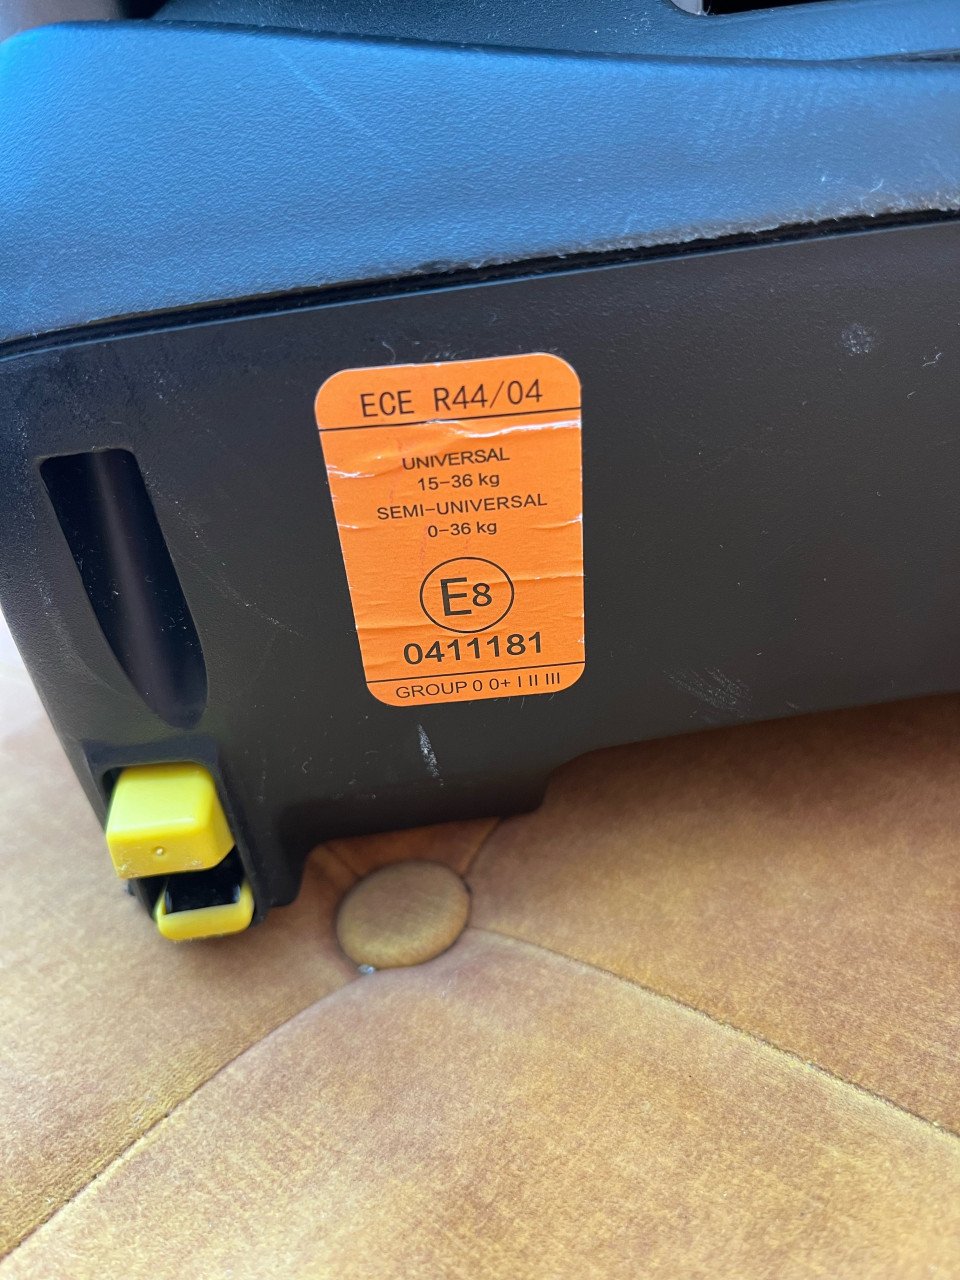 ECE R44/04
UNIVERSAL
15-36 kg
SEMI-UNIVERSAL
0-36 kg
E8
0411181
GROUP 0 0+ I II III